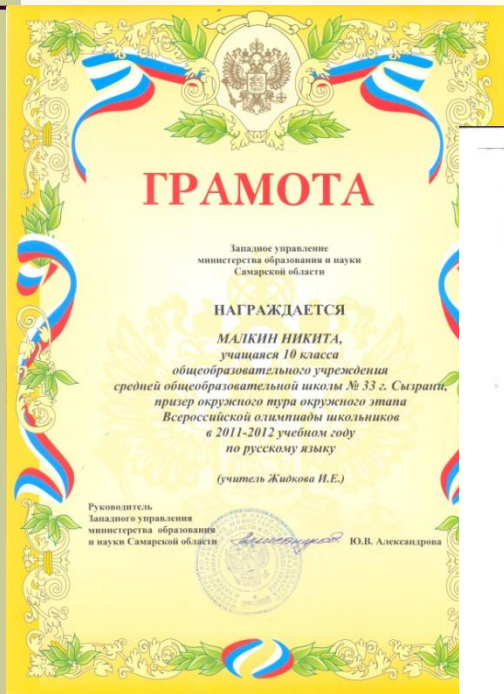 ГРАМОТА
Западное управление
министерства образования и науки
Самарской области
НАГРАЖДАЕТСЯ
МАЛКИН НИКИТА,
учащаяся 10 класса
общеобразовательного учреждения
средней общеобразовательной школы № 33 г. Сызрани,
призер окружного тура окружного этапа
Всероссийской олимпиады школьников
в 2011-2012 учебном году
по русскому языку
(учитель Жидкова И.Е.)
Руководитель
Западного управления
министерства образования
и науки Самарской области Ю.В. Александрова